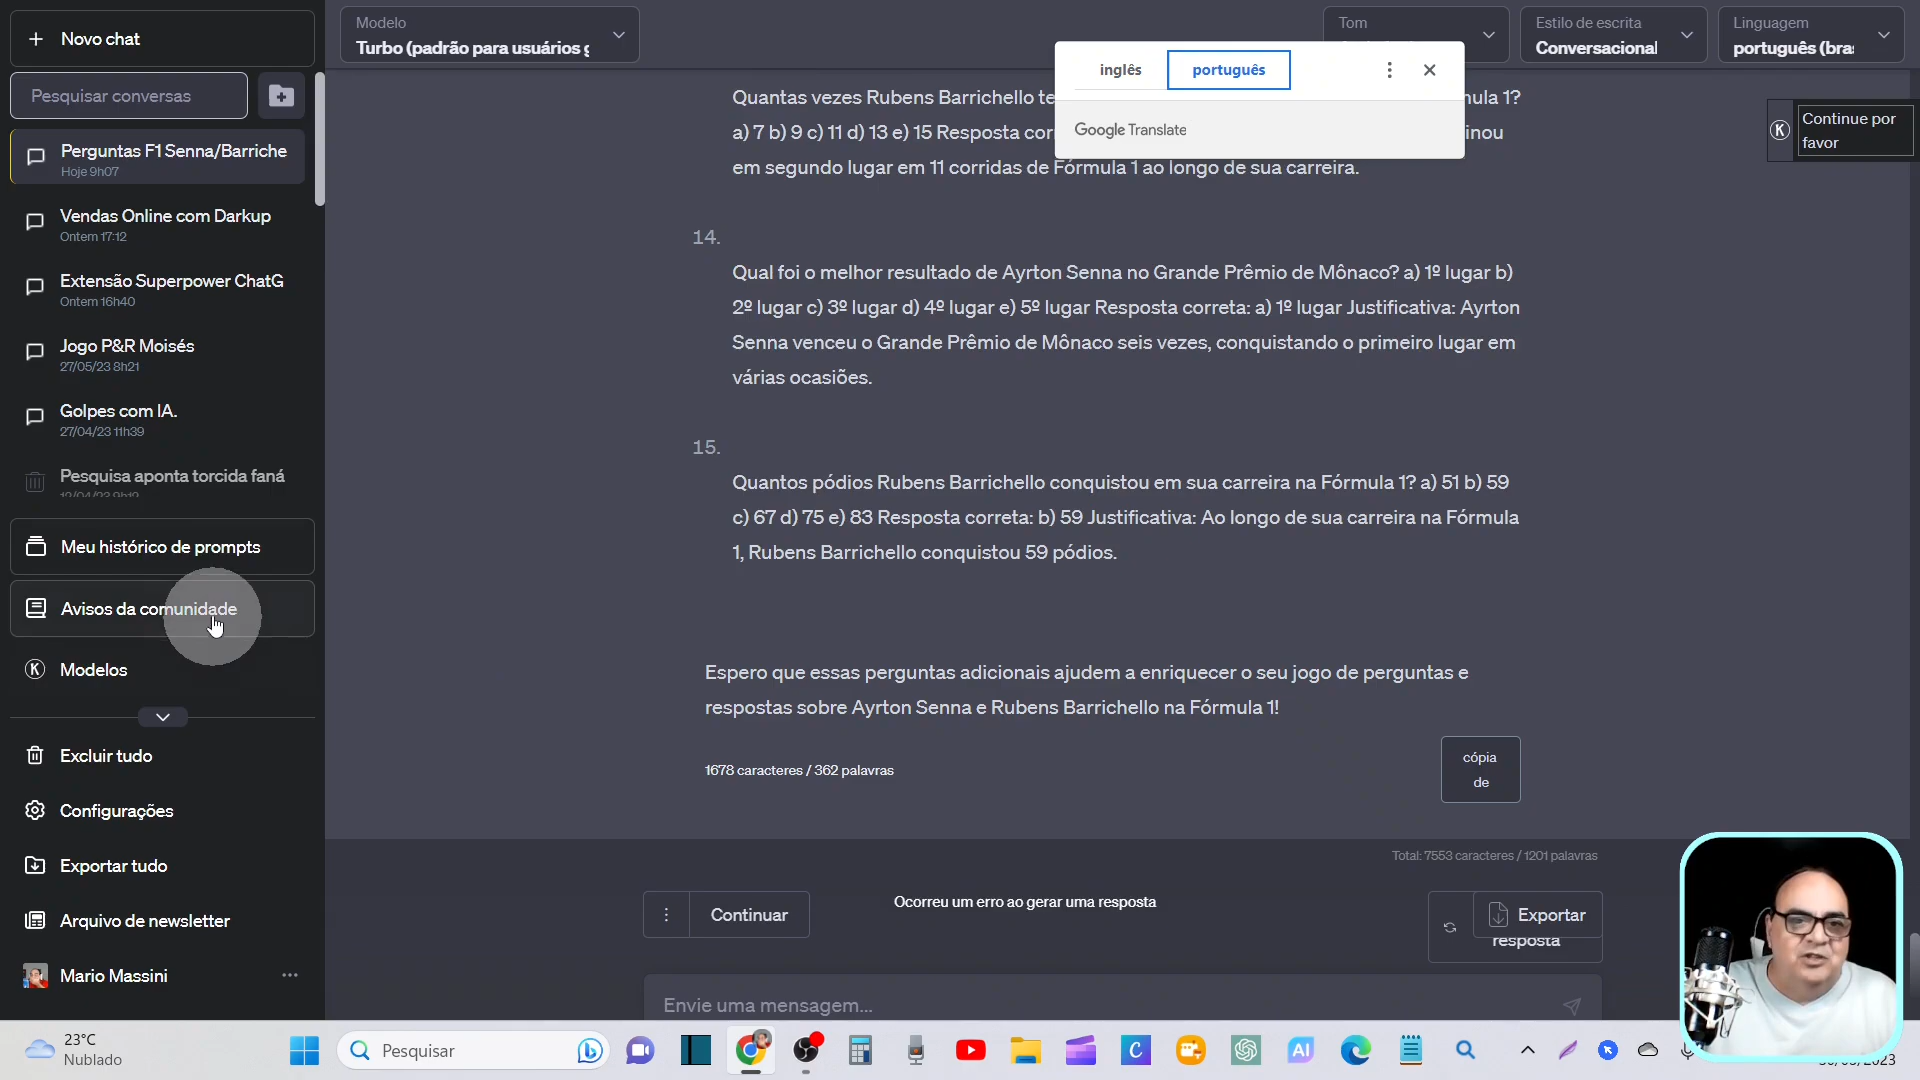 Novo chat
Pesquisar conversas
Perguntas F1 Senna/Barriche
Hoje 9h07
Vendas Online com Darkup
Ontem 17:12
Extensão Superpower ChatG
Ontem 16h40
Jogo P&R Moisés
27/05/23 8h21
Golpes com IA.
27/04/23 11h39
Pesquisa aponta torcida faná
12/04/23 9h12
Meu histórico de prompts
Avisos da comunidade
Modelos
Excluir tudo
Configurações
Exportar tudo
Arquivo de newsletter
Mario Massini
Modelo
Turbo (padrão para usuários g
Tom
Estilo de escrita
Conversacional
Linguagem
português (bra
inglês
português
Google Translate
Continue por
favor
Quantas vezes Rubens Barrichello te
nula 1?
a) 7 b) 9 c) 11 d) 13 e) 15 Resposta cor
inou
em segundo lugar em 11 corridas de Fórmula 1 ao longo de sua carreira.
14.
Qual foi o melhor resultado de Ayrton Senna no Grande Prêmio de Mônaco? a) 1º lugar b)
2º lugar c) 3º lugar d) 4º lugar e) 5º lugar Resposta correta: a) 1º lugar Justificativa: Ayrton
Senna venceu o Grande Prêmio de Mônaco seis vezes, conquistando o primeiro lugar em
várias ocasiões.
15.
Quantos pódios Rubens Barrichello conquistou em sua carreira na Fórmula 1? a) 51 b) 59
c) 67 d) 75 e) 83 Resposta correta: b) 59 Justificativa: Ao longo de sua carreira na Fórmula
1, Rubens Barrichello conquistou 59 pódios.
Espero que essas perguntas adicionais ajudem a enriquecer o seu jogo de perguntas e
respostas sobre Ayrton Senna e Rubens Barrichello na Fórmula 1!
1678 caracteres / 362 palavras
cópia
de
Total: 7553 caracteres / 1201 palavras
Continuar
Ocorreu um erro ao gerar uma resposta
Exportar
resposta
Envie uma mensagem...
23°C
Nublado
Pesquisar